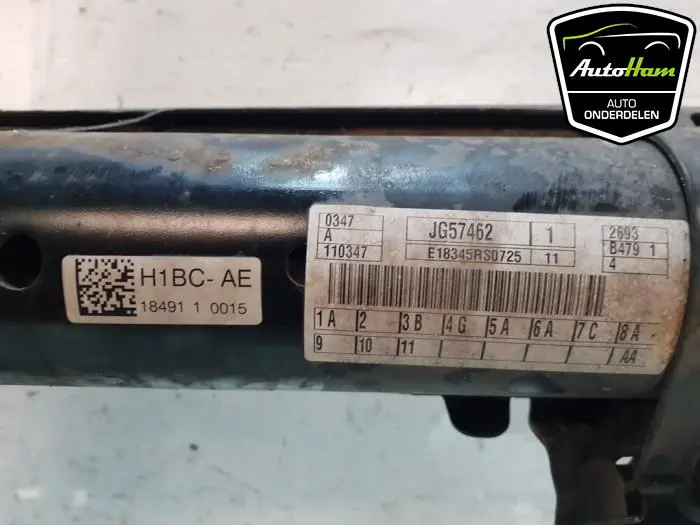 AutoHam
AUTO
ONDERDELEN
H1BC- AE
18491 1 0015
0347 JG57462 1 2693
A B479 1
110347 E18345RS0725 11 4
1A 2 3B 4G 5A 6A 7C 8A
9 10 11 AA